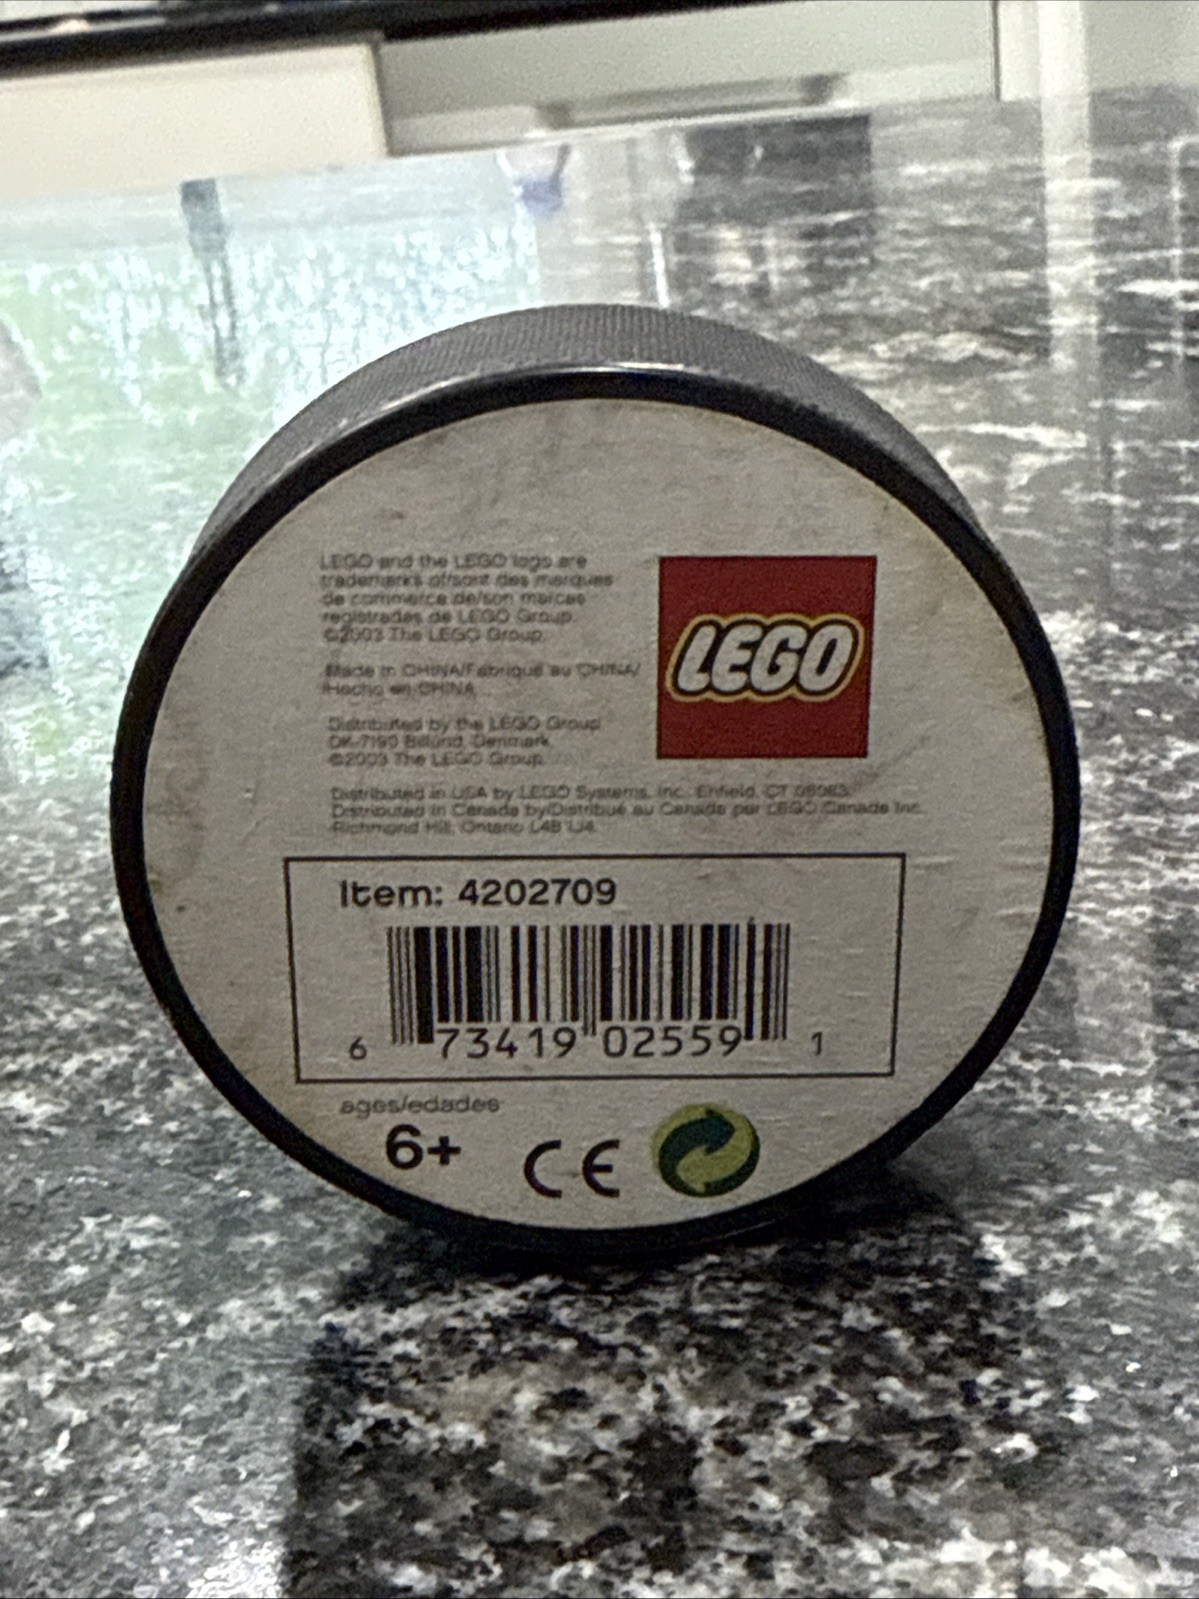 LEGO and the LEGO logo are
trademarks of/sont des marques
de commerce de/son marcas
registradas de LEGO Group.
©2003 The LEGO Group.
Made in CHINA/Fabriqué au CHINA/
Hecho en CHINA
Distributed by the LEGO Group
DK-7190 Billund, Denmark.
©2003 The LEGO Group.
LEGO
Distributed in USA by LEGO Systems, Inc. Enfield, CT 06083.
Distributed in Canada by/Distribué au Canada par LEGO Canada Inc.
Richmond Hill, Ontario L4B
Item: 4202709
6 73419 02559 1
ages/edades
6+
CE